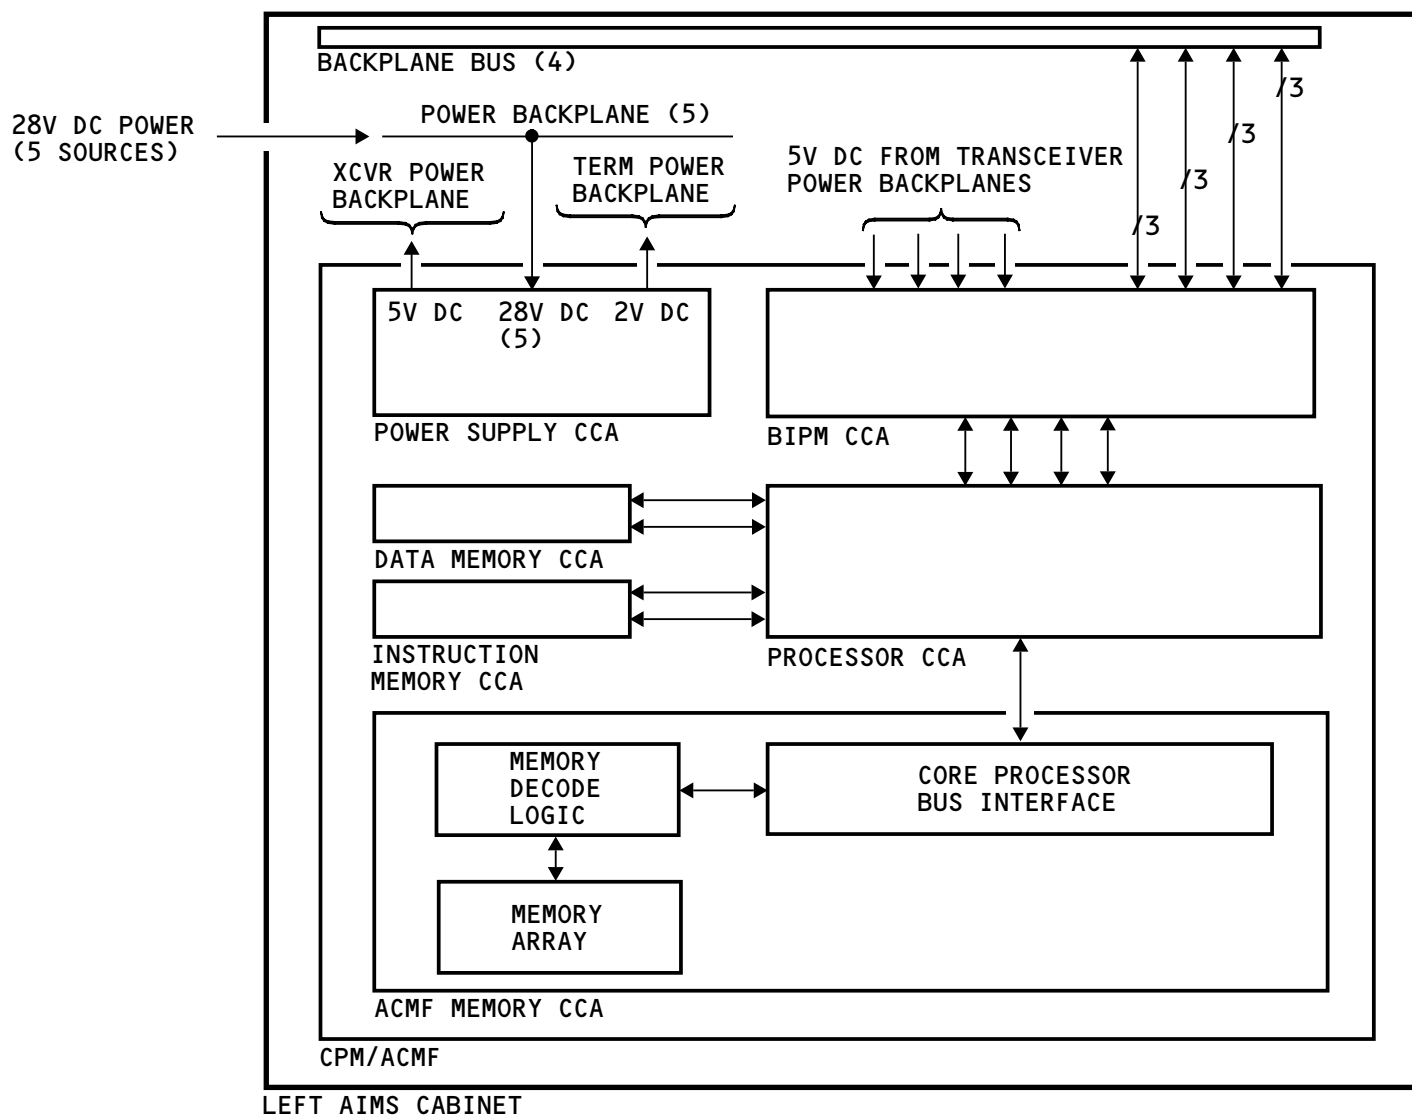 BACKPLANE BUS (4)
/3
POWER BACKPLANE (5)
28V DC POWER
(5 SOURCES)
/3
5V DC FROM TRANSCEIVER
POWER BACKPLANES
XCVR POWER
BACKPLANE
TERM POWER
BACKPLANE
/3
/3
5V DC
28V DC
(5)
2V DC
POWER SUPPLY CCA
BIPM CCA
DATA MEMORY CCA
INSTRUCTION
MEMORY CCA
PROCESSOR CCA
MEMORY
DECODE
LOGIC
CORE PROCESSOR
BUS INTERFACE
MEMORY
ARRAY
ACMF MEMORY CCA
CPM/ACMF
LEFT AIMS CABINET